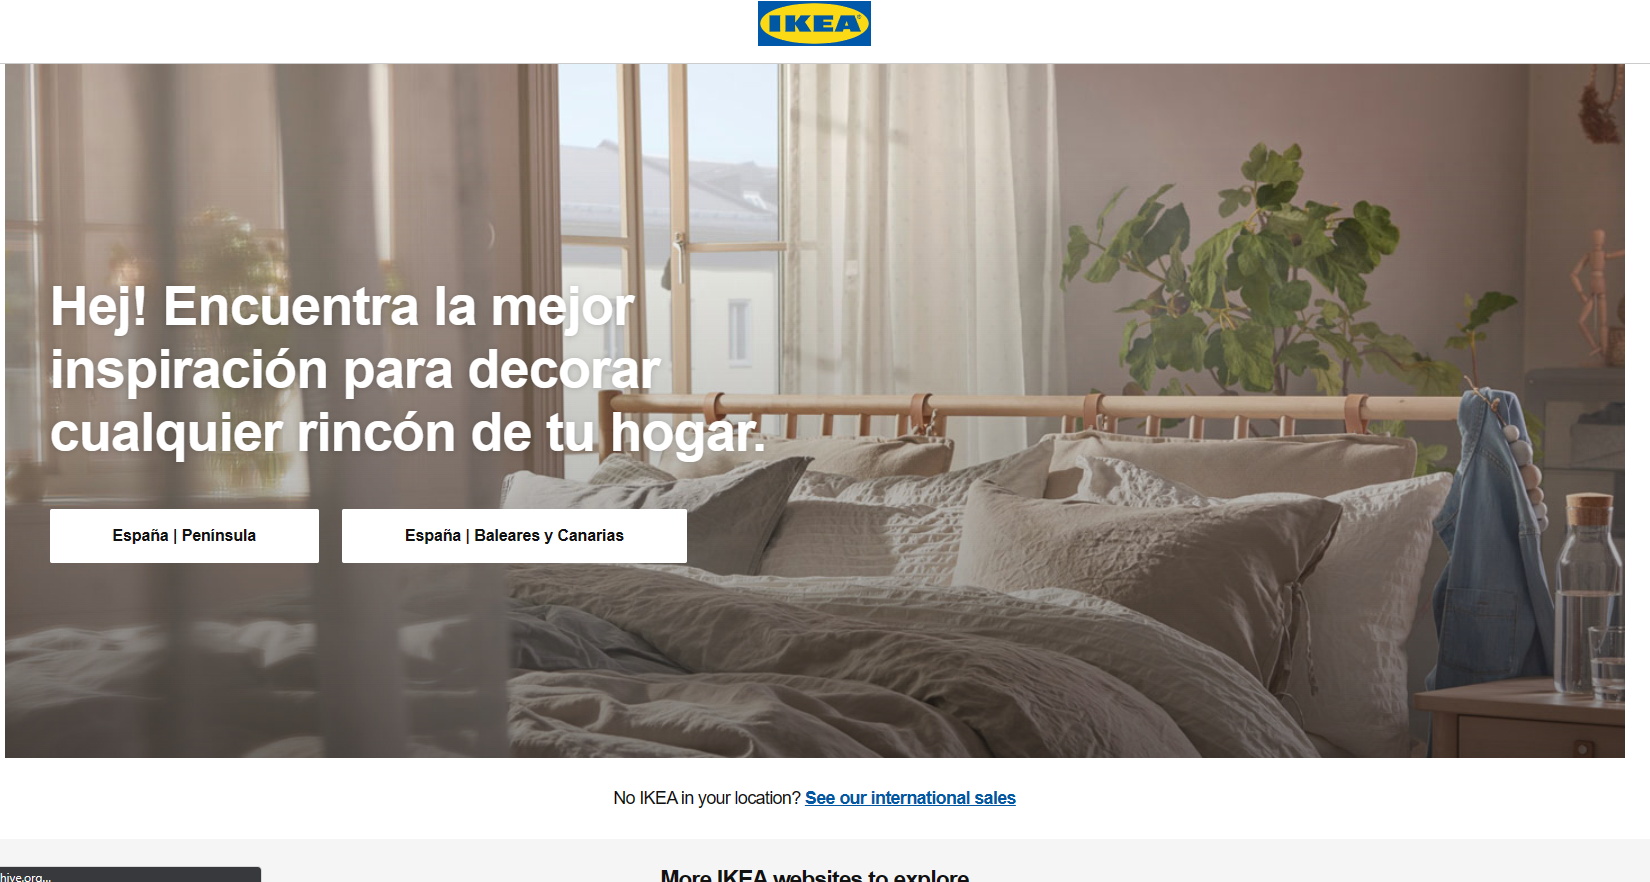 IKEA
Hej! Encuentra la mejor
inspiración para decorar
cualquier rincón de tu hogar.
España | Península
España | Baleares y Canarias
No IKEA in your location? See our international sales
More IKEA websites to explore
hive.org...